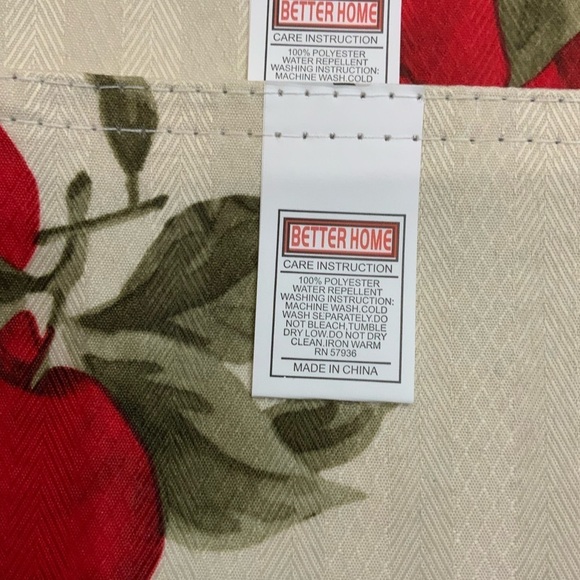 BETTER HOME
CARE INSTRUCTION
100% POLYESTER
WATER REPELLENT
WASHING INSTRUCTION:
MACHINE WASH.COLD
BETTER HOME
CARE INSTRUCTION
100% POLYESTER
WATER REPELLENT
WASHING INSTRUCTION:
MACHINE WASH.COLD
WASH SEPARATELY.DO
NOT BLEACH,TUMBLE
DRY LOW.DO NOT DRY
CLEAN.IRON WARM
RN 57936
MADE IN CHINA